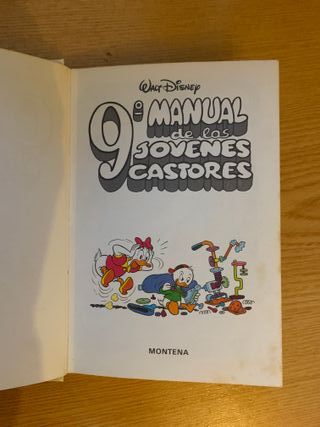 WALT DISNEY
9º MANUAL
de los
JOVENES
CASTORES
MONTENA